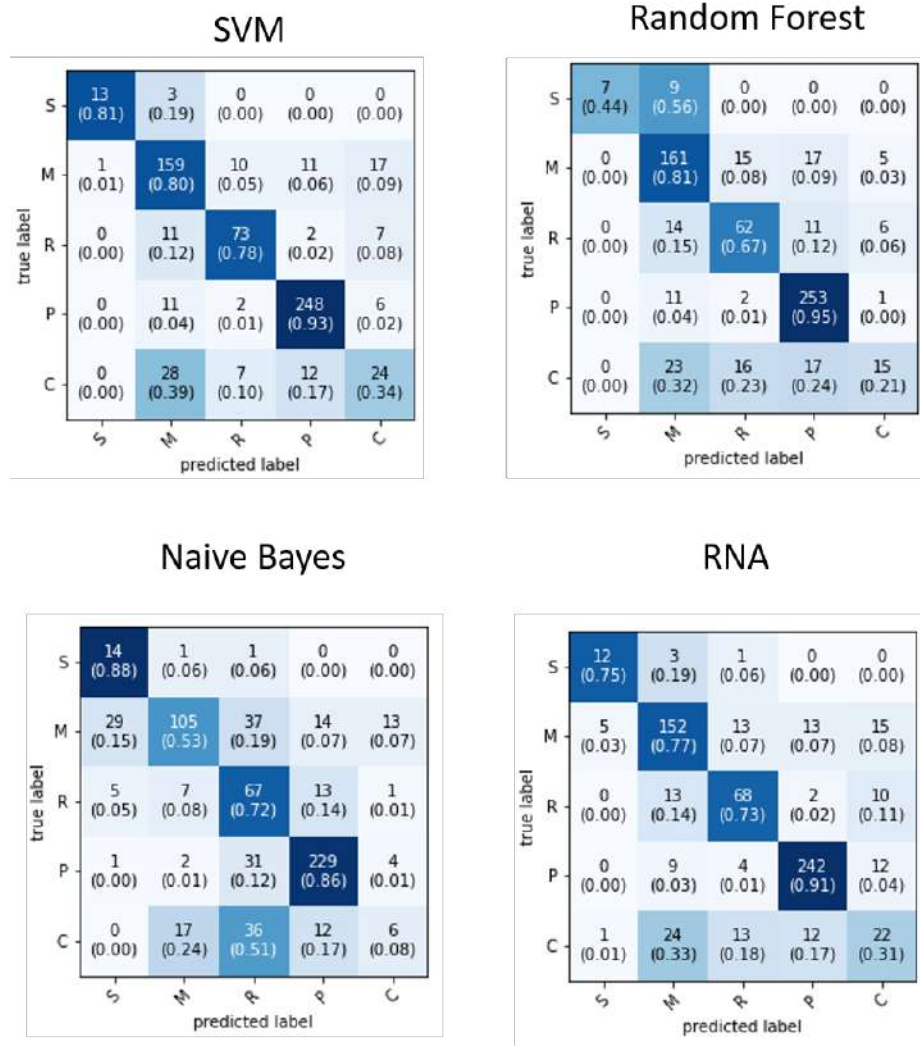 SVM
13 3 0 0 0
S (0.81) (0.19) (0.00) (0.00) (0.00)
1 159 10 11 17
M (0.01) (0.80) (0.05) (0.06) (0.09)
0 11 73 2 7
R (0.00) (0.12) (0.78) (0.02) (0.08)
0 11 2 248 6
P (0.00) (0.04) (0.01) (0.93) (0.02)
0 28 7 12 24
C (0.00) (0.39) (0.10) (0.17) (0.34)
true label
S M R P C
predicted label
Random Forest
7 9 0 0 0
S (0.44) (0.56) (0.00) (0.00) (0.00)
0 161 15 17 5
M (0.00) (0.81) (0.08) (0.09) (0.03)
0 14 62 11 6
R (0.00) (0.15) (0.67) (0.12) (0.06)
0 11 2 253 1
P (0.00) (0.04) (0.01) (0.95) (0.00)
0 23 16 17 15
C (0.00) (0.32) (0.23) (0.24) (0.21)
true label
S M R P C
predicted label
Naive Bayes
14 1 1 0 0
S (0.88) (0.06) (0.06) (0.00) (0.00)
29 105 37 14 13
M (0.15) (0.53) (0.19) (0.07) (0.07)
5 7 67 13 1
R (0.05) (0.08) (0.72) (0.14) (0.01)
1 2 31 229 4
P (0.00) (0.01) (0.12) (0.86) (0.01)
0 17 36 12 6
C (0.00) (0.24) (0.51) (0.17) (0.08)
true label
S M R P C
predicted label
RNA
12 3 1 0 0
S (0.75) (0.19) (0.06) (0.00) (0.00)
5 152 13 13 15
M (0.03) (0.77) (0.07) (0.07) (0.08)
0 13 68 2 10
R (0.00) (0.14) (0.73) (0.02) (0.11)
0 9 4 242 12
P (0.00) (0.03) (0.01) (0.91) (0.04)
1 24 13 12 22
C (0.01) (0.33) (0.18) (0.17) (0.31)
true label
S M R P C
predicted label